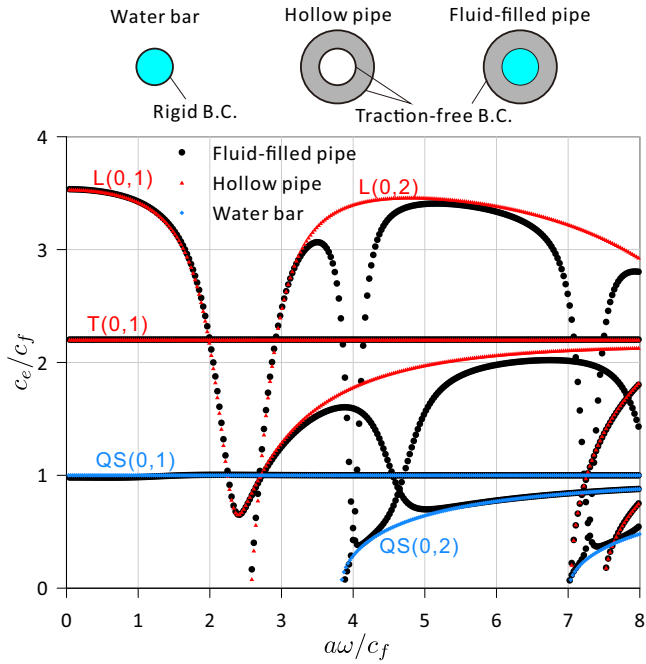 Water bar
Hollow pipe
Fluid-filled pipe
Rigid B.C.
Traction-free B.C.
4
3
2
1
0
c_e/c_f
Fluid-filled pipe
Hollow pipe
Water bar
L(0,1)
L(0,2)
T(0,1)
QS(0,1)
QS(0,2)
0 1 2 3 4 5 6 7 8
aω/c_f